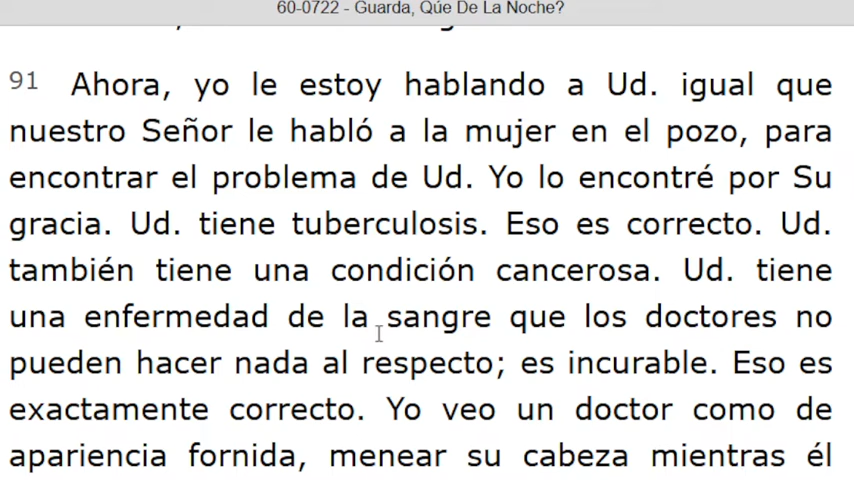 60-0722 - Guarda, Qúe De La Noche?
91 Ahora, yo le estoy hablando a Ud. igual que
nuestro Señor le habló a la mujer en el pozo, para
encontrar el problema de Ud. Yo lo encontré por Su
gracia. Ud. tiene tuberculosis. Eso es correcto. Ud.
también tiene una condición cancerosa. Ud. tiene
una enfermedad de la sangre que los doctores no
pueden hacer nada al respecto; es incurable. Eso es
exactamente correcto. Yo veo un doctor como de
apariencia fornida, menear su cabeza mientras él